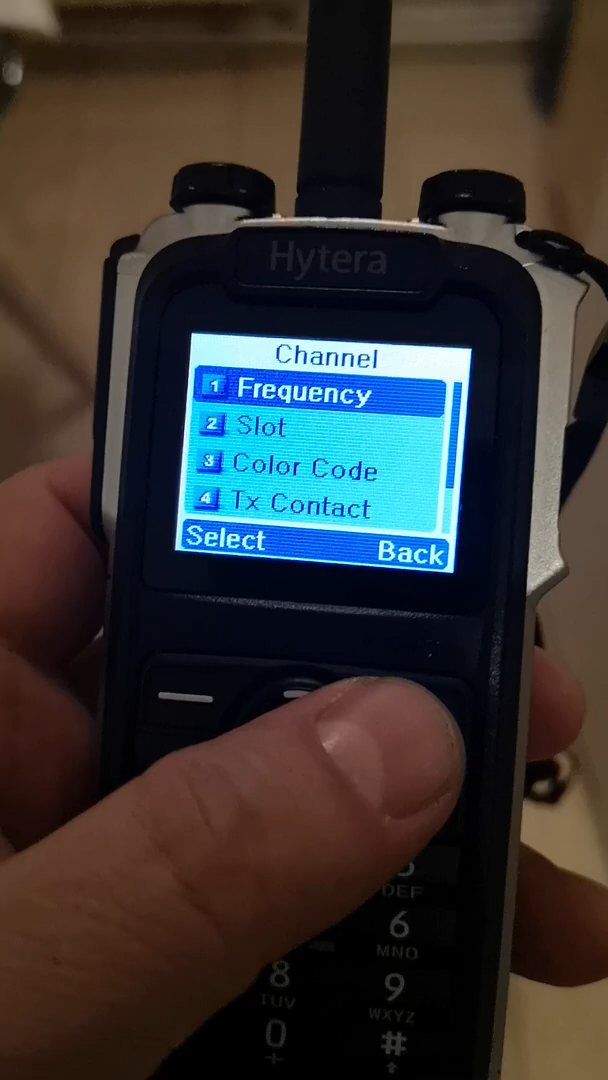 Hytera
Channel
1 Frequency
2 Slot
3 Color Code
4 Tx Contact
Select Back
DEF
6
MNO
8 9
TUV WXYZ
0 #
+